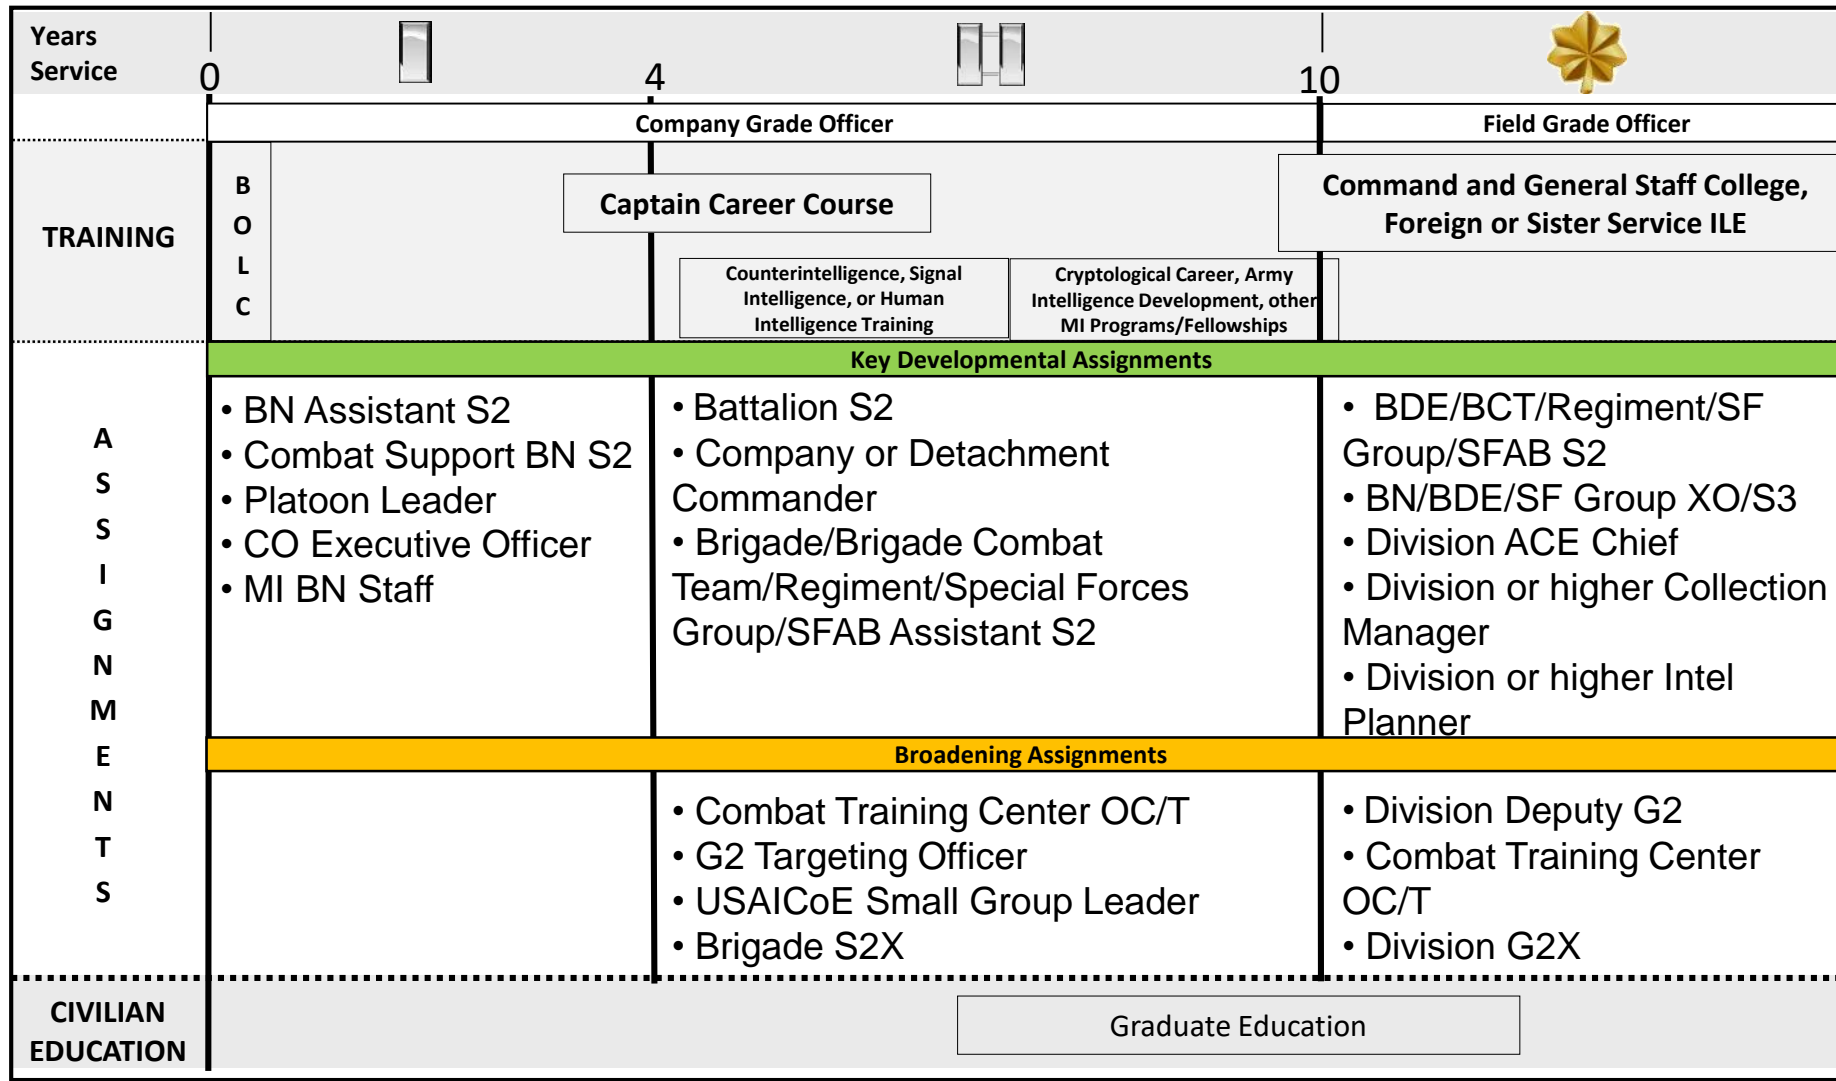 Years
Service
0
4
10
Company Grade Officer
Field Grade Officer
TRAINING
B
O
L
C
Captain Career Course
Command and General Staff College,
Foreign or Sister Service ILE
Counterintelligence, Signal
Intelligence, or Human
Intelligence Training
Cryptological Career, Army
Intelligence Development, other
MI Programs/Fellowships
Key Developmental Assignments
A
S
S
I
G
N
M
E
N
T
S
• BN Assistant S2
• Combat Support BN S2
• Platoon Leader
• CO Executive Officer
• MI BN Staff
• Battalion S2
• Company or Detachment
Commander
• Brigade/Brigade Combat
Team/Regiment/Special Forces
Group/SFAB Assistant S2
• BDE/BCT/Regiment/SF
Group/SFAB S2
• BN/BDE/SF Group XO/S3
• Division ACE Chief
• Division or higher Collection
Manager
• Division or higher Intel
Planner
Broadening Assignments
• Combat Training Center OC/T
• G2 Targeting Officer
• USAICoE Small Group Leader
• Brigade S2X
• Division Deputy G2
• Combat Training Center
OC/T
• Division G2X
CIVILIAN
EDUCATION
Graduate Education